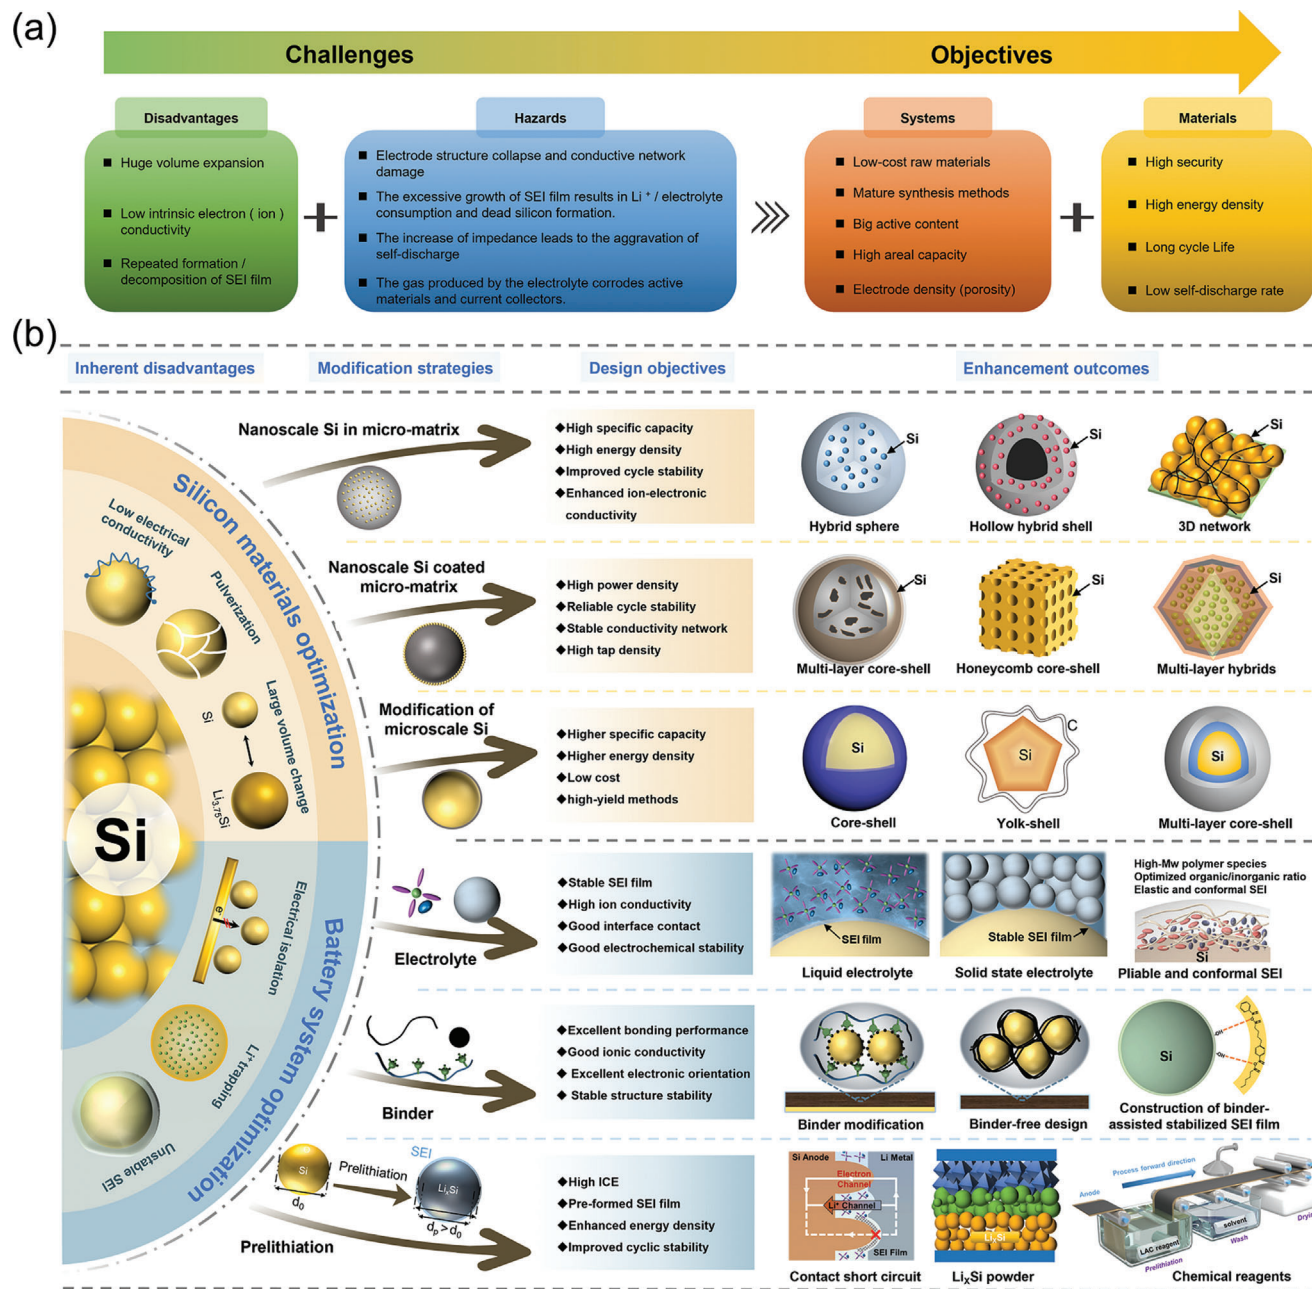 (a)
Challenges
Objectives
Disadvantages
Huge volume expansion
Low intrinsic electron ( ion )
conductivity
Repeated formation /
decomposition of SEI film
Hazards
Electrode structure collapse and conductive network
damage
The excessive growth of SEI film results in Li + / electrolyte
consumption and dead silicon formation.
The increase of impedance leads to the aggravation of
self-discharge
The gas produced by the electrolyte corrodes active
materials and current collectors.
Systems
Low-cost raw materials
Mature synthesis methods
Big active content
High areal capacity
Electrode density (porosity)
Materials
High security
High energy density
Long cycle Life
Low self-discharge rate
(b)
Inherent disadvantages
Modification strategies
Design objectives
Enhancement outcomes
Silicon materials optimization
Low electrical
conductivity
Pulverization
Large volume change
Si
Li3.75Si
Si
Battery system optimization
Electrical isolation
e-
Li+ trapping
Unstable SEI
Nanoscale Si in micro-matrix
High specific capacity
High energy density
Improved cycle stability
Enhanced ion-electronic
conductivity
Si
Hybrid sphere
Si
Hollow hybrid shell
Si
3D network
Nanoscale Si coated
micro-matrix
High power density
Reliable cycle stability
Stable conductivity network
High tap density
Si
Multi-layer core-shell
Si
Honeycomb core-shell
Si
Multi-layer hybrids
Modification of
microscale Si
Higher specific capacity
Higher energy density
Low cost
high-yield methods
Si
Core-shell
Si
C
Yolk-shell
Si
Multi-layer core-shell
Electrolyte
Stable SEI film
High ion conductivity
Good interface contact
Good electrochemical stability
SEI film
Liquid electrolyte
Stable SEI film
Solid state electrolyte
High-Mw polymer species
Optimized organic/inorganic ratio
Elastic and conformal SEI
Si
Pliable and conformal SEI
Binder
Excellent bonding performance
Good ionic conductivity
Excellent electronic orientation
Stable structure stability
Binder modification
Binder-free design
Si
-OH
-OH
Construction of binder-
assisted stabilized SEI film
Prelithiation
Si
d0
Prelithiation
SEI
LixSi
dp > d0
High ICE
Pre-formed SEI film
Enhanced energy density
Improved cyclic stability
Si Anode
Li Metal
Electron
Channel
Li+ Channel
SEI Film
Contact short circuit
LixSi
LixSi powder
Process forward direction
Anode
LAC reagent
Prelithiation
solvent
Wash
Drying
Chemical reagents